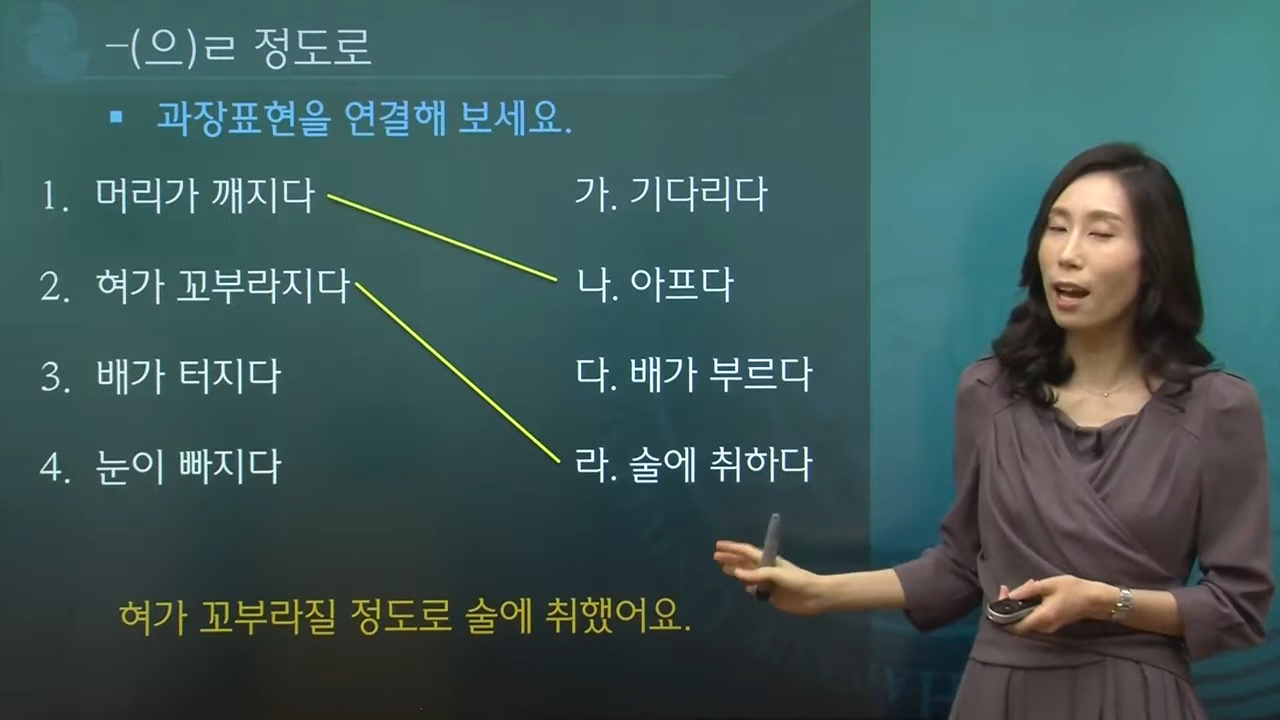 -(으)ㄹ 정도로
▪ 과장표현을 연결해 보세요.
1. 머리가 깨지다
가. 기다리다
2. 혀가 꼬부라지다
나. 아프다
3. 배가 터지다
다. 배가 부르다
4. 눈이 빠지다
라. 술에 취하다
혀가 꼬부라질 정도로 술에 취했어요.